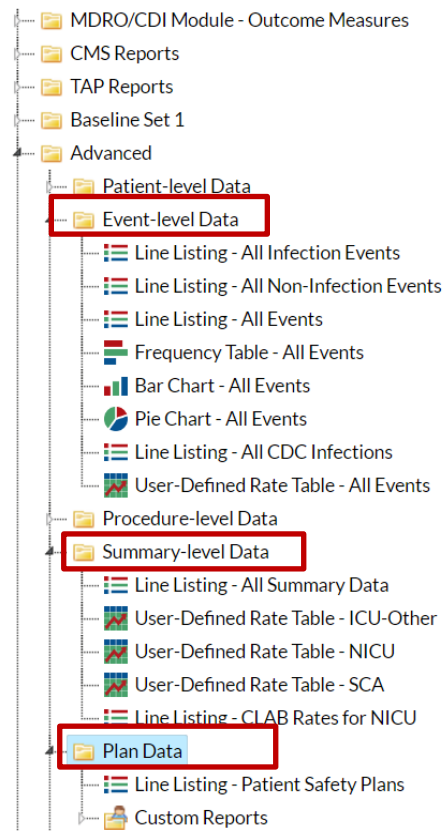 MDRO/CDI Module - Outcome Measures
CMS Reports
TAP Reports
Baseline Set 1
Advanced
Patient-level Data
Event-level Data
Line Listing - All Infection Events
Line Listing - All Non-Infection Events
Line Listing - All Events
Frequency Table - All Events
Bar Chart - All Events
Pie Chart - All Events
Line Listing - All CDC Infections
User-Defined Rate Table - All Events
Procedure-level Data
Summary-level Data
Line Listing - All Summary Data
User-Defined Rate Table - ICU-Other
User-Defined Rate Table - NICU
User-Defined Rate Table - SCA
Line Listing - CLAB Rates for NICU
Plan Data
Line Listing - Patient Safety Plans
Custom Reports